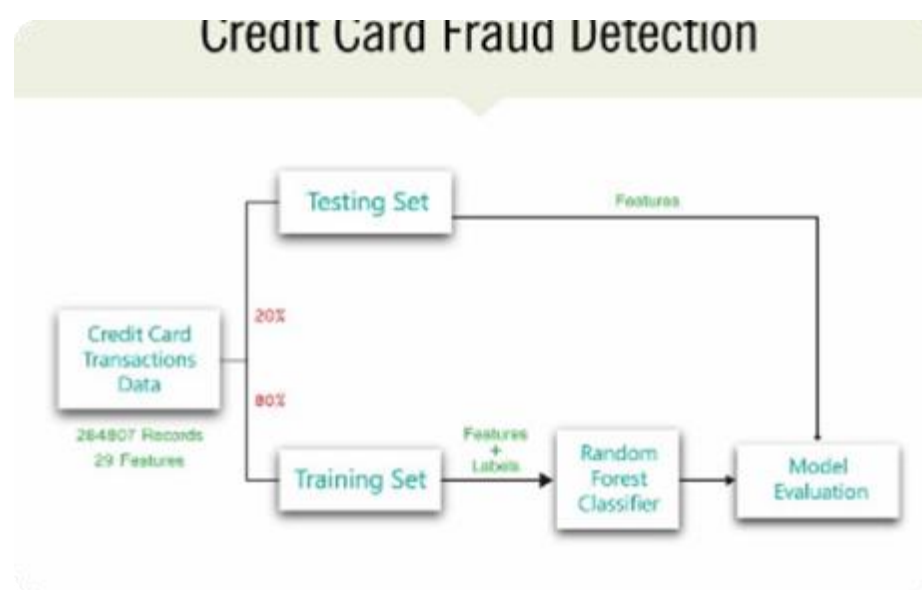 Credit Card Fraud Detection
Testing Set
Features
20%
Credit Card
Transactions
Data
80%
284807 Records
29 Features
Features
+
Labels
Training Set
Random
Forest
Classifier
Model
Evaluation